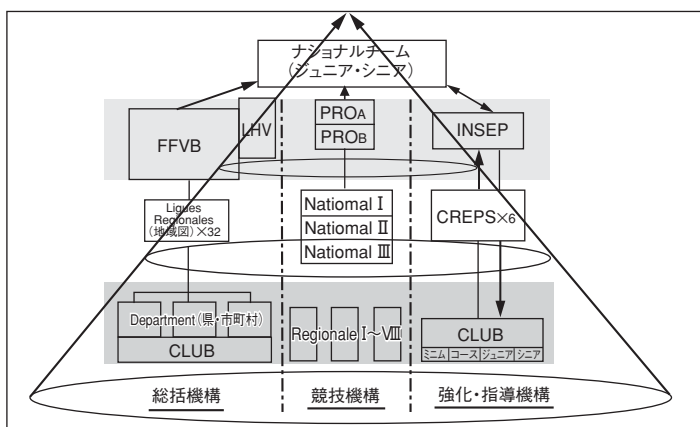 ナショナルチーム
(ジュニア・シニア)
FFVB
LHV
PROA
PROB
INSEP
Ligues
Regionales
(地域図)×32
Natiomal Ⅰ
Natiomal Ⅱ
Natiomal Ⅲ
CREPS×6
Department(県・市町村)
CLUB
Regionale Ⅰ～Ⅷ
CLUB
ミニム コース ジュニア シニア
総括機構
競技機構
強化・指導機構